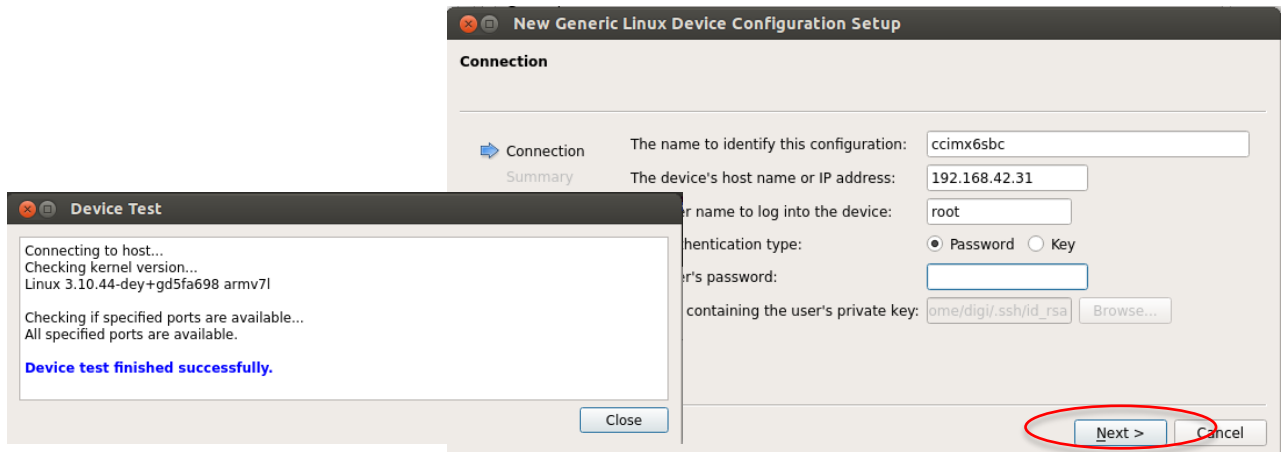 New Generic Linux Device Configuration Setup
Connection
Connection
Summary
The name to identify this configuration:
ccimx6sbc
The device's host name or IP address:
192.168.42.31
name to log into the device:
root
type:
Password
Key
password:
containing the user's private key:
ome/digi/.ssh/id_rsa
Browse...
Next >
Cancel
Device Test
Connecting to host...
Checking kernel version...
Linux 3.10.44-dey+gd5fa698 armv7l
Checking if specified ports are available...
All specified ports are available.
Device test finished successfully.
Close